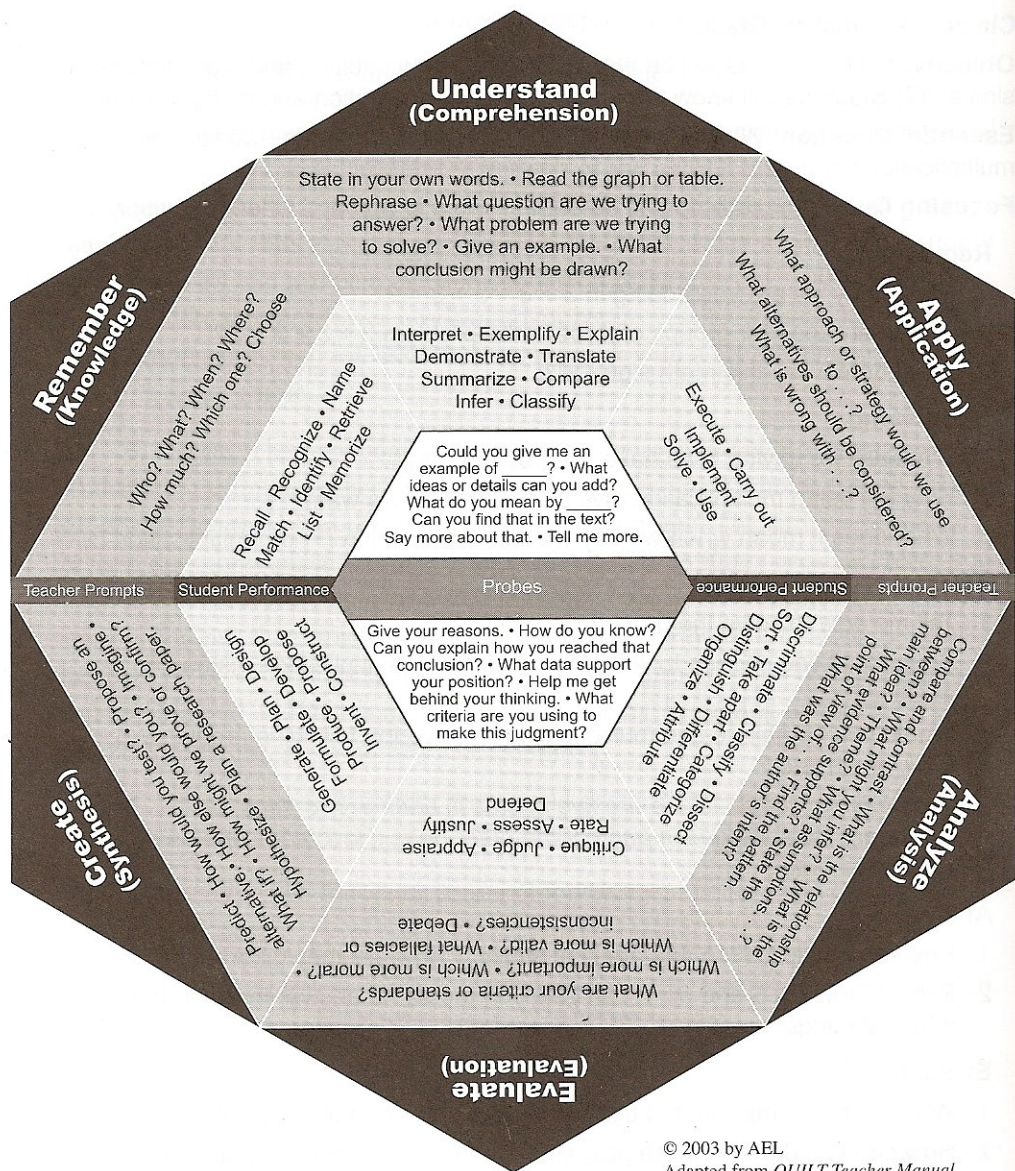 Understand
(Comprehension)
State in your own words. • Read the graph or table.
Rephrase • What question are we trying to
answer? • What problem are we trying
to solve? • Give an example. • What
conclusion might be drawn?
Interpret • Exemplify • Explain
Demonstrate • Translate
Summarize • Compare
Infer • Classify
Remember
(Knowledge)
Who? What? When? Where?
How much? Which one? Choose
Recall • Recognize • Name
Match • Identify • Retrieve
List • Memorize
Apply
(Application)
What approach or strategy would we use
to . . . ?
What alternatives should be considered?
What is wrong with . . . ?
Execute • Carry out
Implement
Solve • Use
Could you give me an
example of _____? • What
ideas or details can you add?
What do you mean by _____?
Can you find that in the text?
Say more about that. • Tell me more.
Teacher Prompts
Student Performance
Probes
Student Performance
Teacher Prompts
Give your reasons. • How do you know?
Can you explain how you reached that
conclusion? • What data support
your position? • Help me get
behind your thinking. • What
criteria are you using to
make this judgment?
Create
(Synthesis)
Predict • How would you test? • Propose an
alternative. • How else would you? • Imagine •
What if? • How might we prove or confirm?
Hypothesize • Plan a ressearch paper.
Generate • Plan • Design
Formulate • Develop
Produce • Propose
Invent • Construct
Analyze
(Analysis)
Compare and contrast • What is the relationship
between? • What might you infer? • What is the
main idea? • Theme? • What assumptions. . . ?
What evidence supports? • State the
point of view of. . . • Find the pattern.
What was the author's intent?
Discriminate • Classify • Dissect
Sort • Take apart • Categorize
Distinguish • Differentiate
Organize • Attribute
Evaluate
(Evaluation)
What are your criteria or standards?
Which is more important? • Which is more moral? •
Which is more valid? • What fallacies or
inconsistencies? • Debate
Critique • Judge • Appraise
Rate • Assess • Justify
Defend
© 2003 by AEL
Adapted from QUILT Teacher Manual